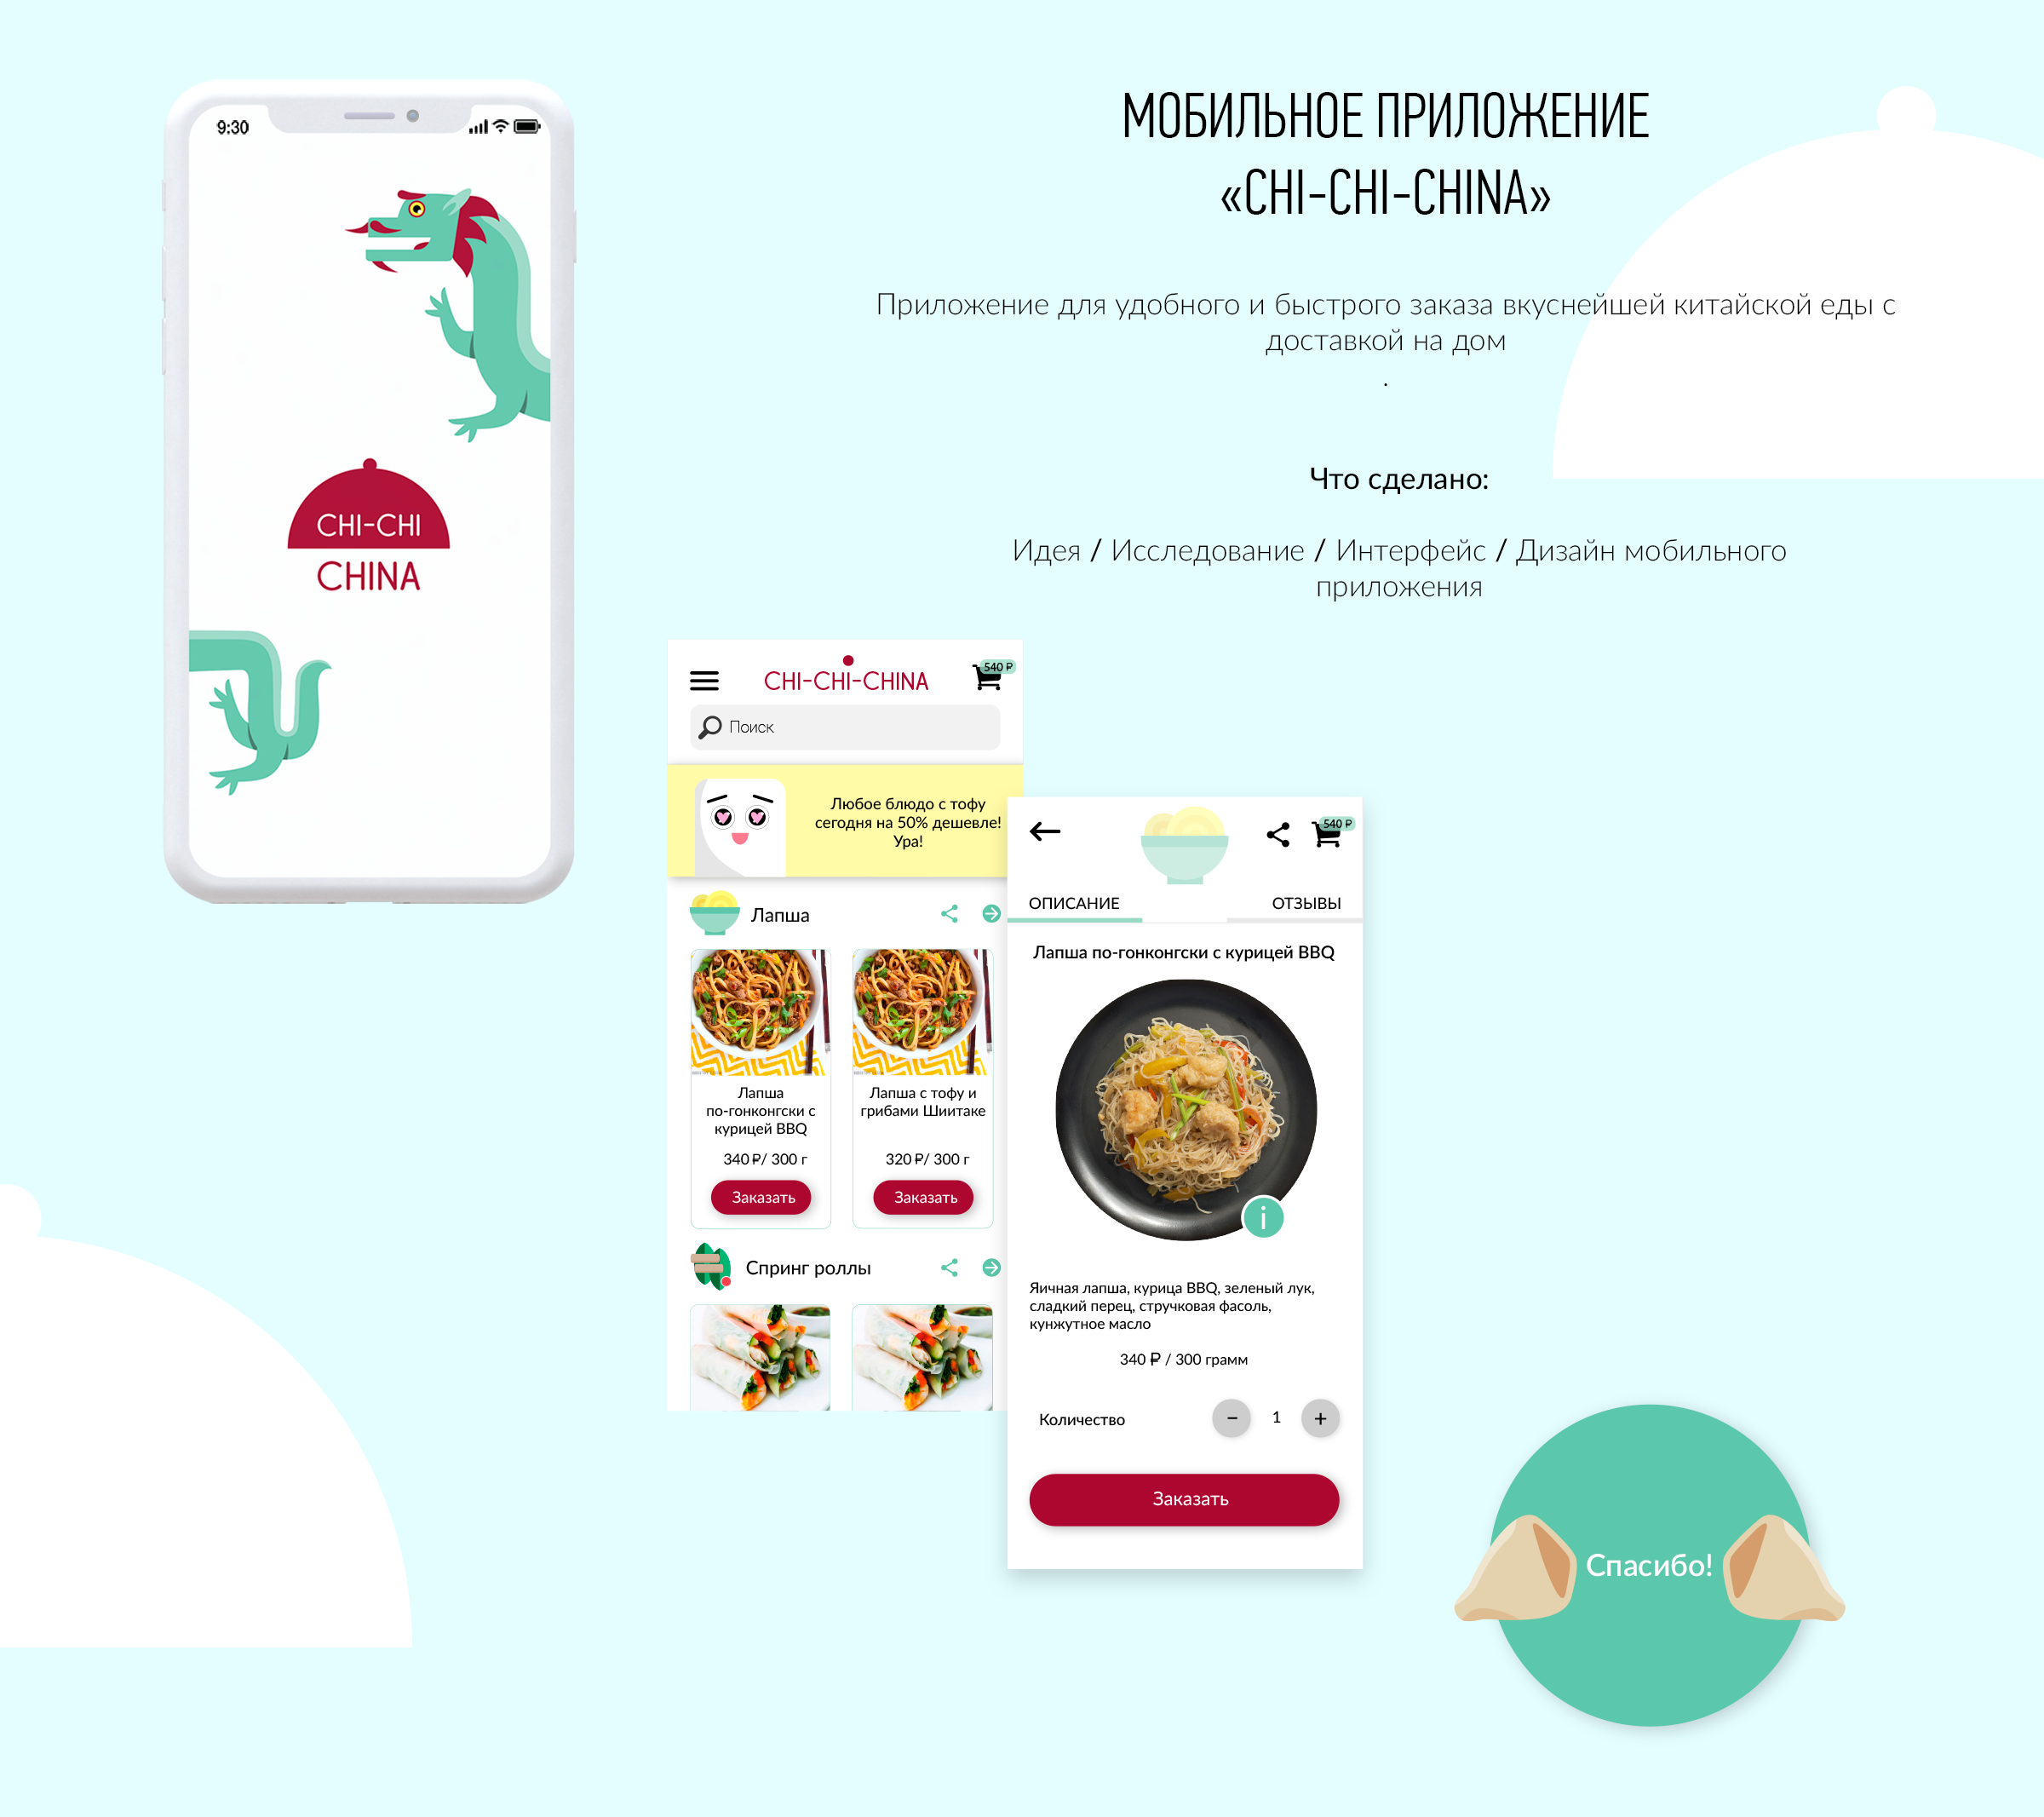 9:30
CHI-CHI
CHINA
МОБИЛЬНОЕ ПРИЛОЖЕНИЕ
«CHI-CHI-CHINA»
Приложение для удобного и быстрого заказа вкуснейшей китайской еды с
доставкой на дом
.
Что сделано:
Идея / Исследование / Интерфейс / Дизайн мобильного
приложения
CHI-CHI-CHINA
540 ₽
Поиск
Любое блюдо с тофу
сегодня на 50% дешевле!
Ура!
Лапша
Лапша
по-гонконгски с
курицей BBQ
340 ₽/ 300 г
Заказать
Лапша с тофу и
грибами Шиитаке
320 ₽/ 300 г
Заказать
Спринг роллы
540 ₽
ОПИСАНИЕ
ОТЗЫВЫ
Лапша по-гонконгски с курицей BBQ
i
Яичная лапша, курица BBQ, зеленый лук,
сладкий перец, стручковая фасоль,
кунжутное масло
340 ₽ / 300 грамм
Количество
− 1 +
Заказать
Спасибо!